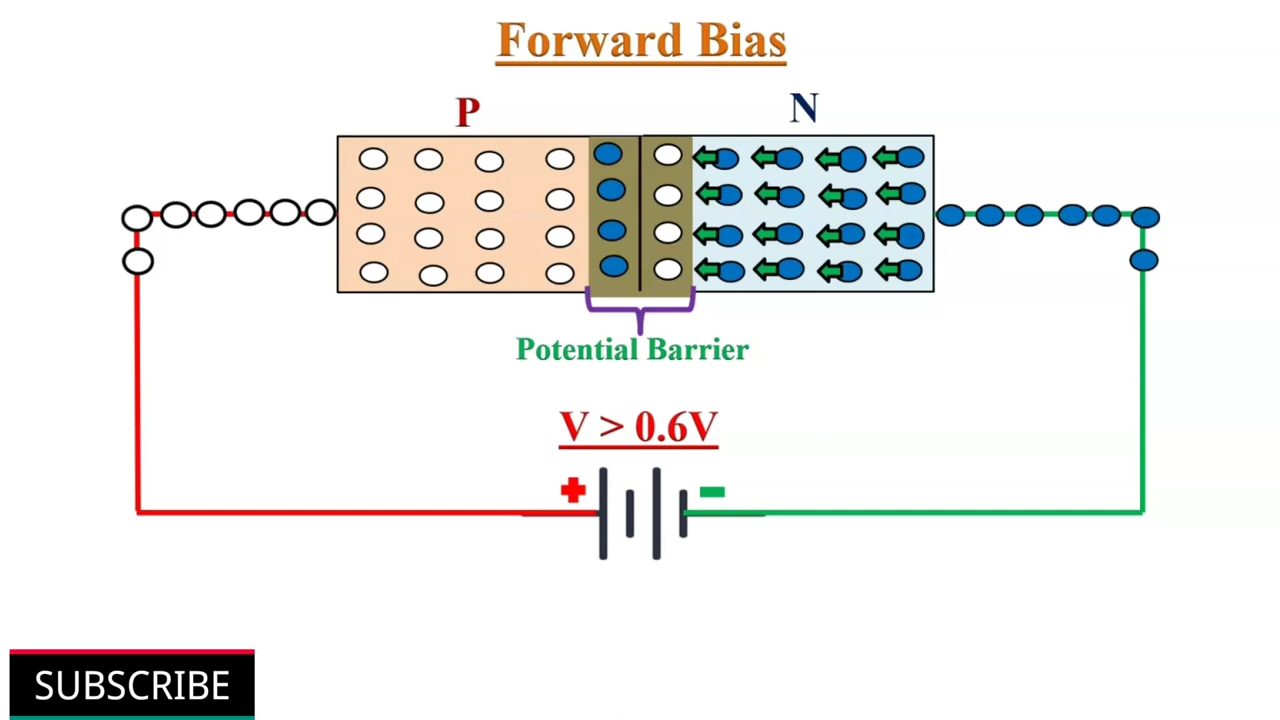 Forward Bias
P
N
Potential Barrier
V > 0.6V
+
-
SUBSCRIBE